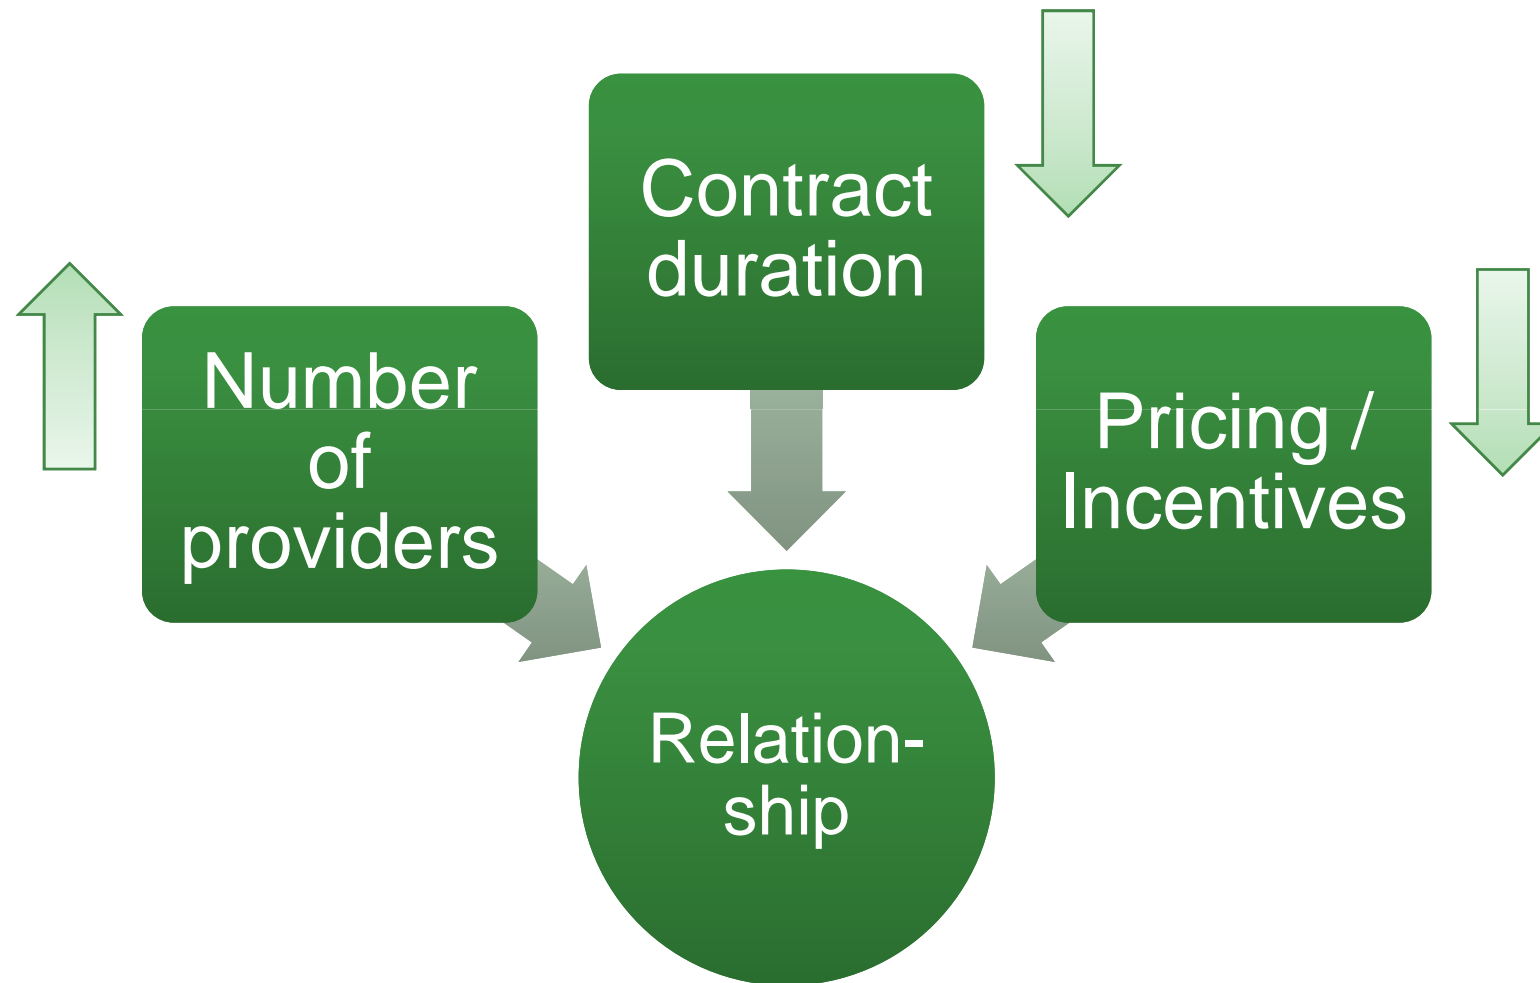 Contract
duration
Number
of
providers
Pricing /
Incentives
Relation-
ship